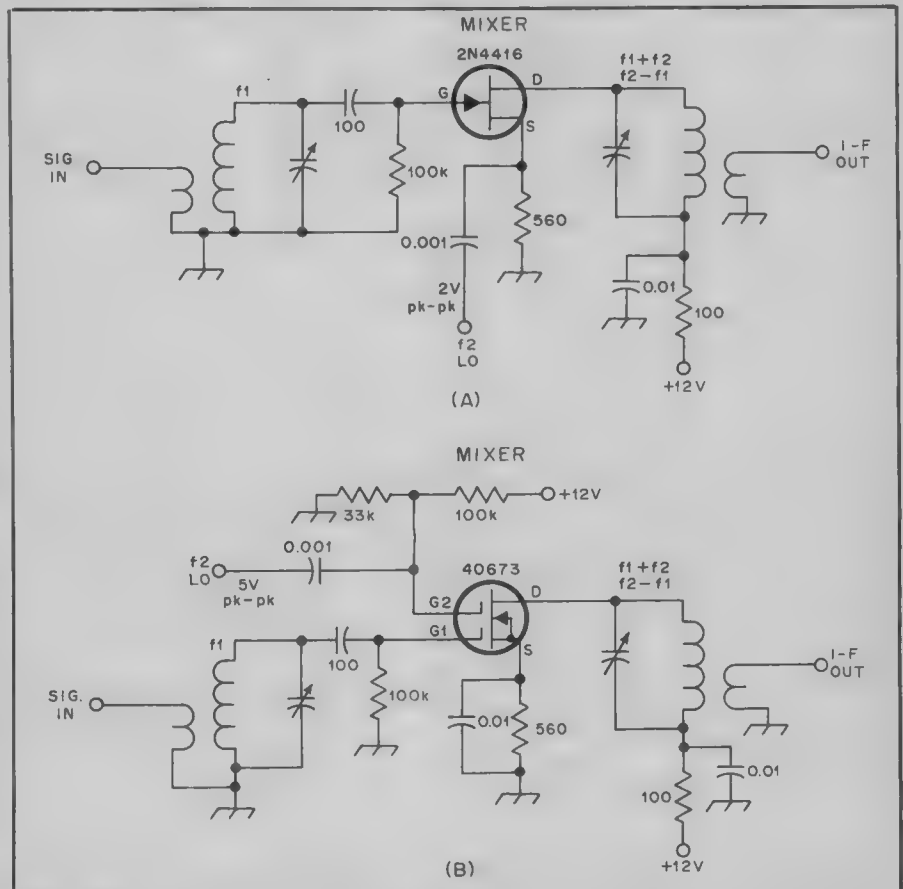 MIXER
2N4416
f1+f2
f2-f1
f1
G
D
S
100
100k
SIG
IN
I-F
OUT
560
0.001
2V
pk-pk
f2
LO
0.01
100
+12V
(A)
MIXER
33k
100k
+12V
0.001
f2
LO
5V
pk-pk
40673
f1+f2
f2-f1
G2
D
G1
S
f1
100
100k
SIG.
IN
I-F
OUT
0.01
560
0.01
100
+12V
(B)